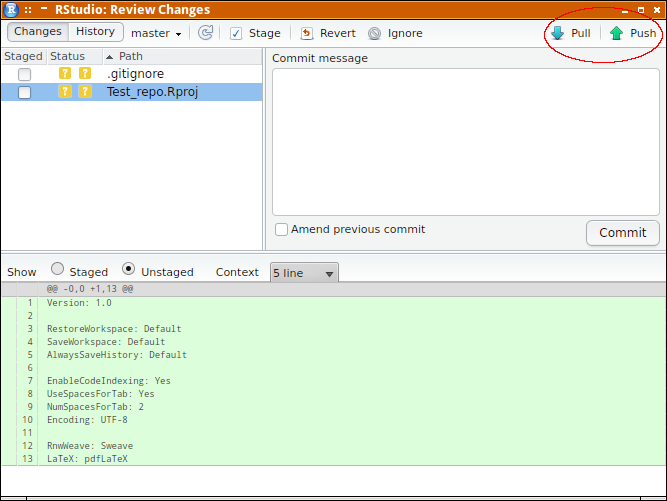 RStudio: Review Changes
Changes History master Stage Revert Ignore Pull Push
Staged Status Path
Commit message
? ? .gitignore
? ? Test_repo.Rproj
Amend previous commit
Commit
Show Staged Unstaged Context 5 line
@@ -0,0 +1,13 @@
1 Version: 1.0
2
3 RestoreWorkspace: Default
4 SaveWorkspace: Default
5 AlwaysSaveHistory: Default
6
7 EnableCodeIndexing: Yes
8 UseSpacesForTab: Yes
9 NumSpacesForTab: 2
10 Encoding: UTF-8
11
12 RnwWeave: Sweave
13 LaTeX: pdfLaTeX